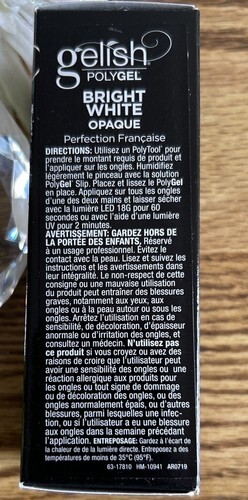 gelish
POLYGEL
BRIGHT
WHITE
OPAQUE
Perfection Française
DIRECTIONS: Utilisez un PolyTool™ pour
prendre le montant requis de produit et
l'appliquer sur les ongles. Humidifiez
légèrement le pinceau avec la solution
PolyGel Slip. Placez et lissez le PolyGel
en place. Appliquez sur tous les ongles
d'une des deux mains et laisser sécher
avec la lumière LED 18G pour 60
secondes ou avec l'aide d'une lumière
UV pour 2 minutes.
AVERTISSEMENT: GARDEZ HORS DE
LA PORTÉE DES ENFANTS, Réservé
à un usage professionnel. Évitez le
contact avec la peau. Lisez et suivez les
instructions et les avertissements dans
leur intégralité. Le non-respect de cette
consigne ou une mauvaise utilisation
du produit peut entraîner des blessures
graves, notamment aux yeux, aux
ongles ou à la peau autour ou sous les
ongles. Arrêtez l'utilisation en cas de
sensibilité, de décoloration, d'épaisseur
anormale ou d'irritation des ongles, et
consultez un médecin. N'utilisez pas
ce produit si vous croyez ou avez des
raisons de croire que l'utilisateur peut
avoir une sensibilité des ongles ou une
réaction allergique aux produits pour
les ongles ou tout signe de dommage
ou de décoloration des ongles, ou des
ongles anormalement épais, ou d'autres
blessures, parmi lesquelles une infec-
tion, ou si l'utilisateur a eu une blessure
aux ongles dans la semaine précédant
l'application. ENTREPOSAGE: Gardez à l'écart de
la chaleur de de la lumière directe. Entreposez a des
températures de moins de 35°C (95°F).
63-17810 HM-10941 AR0719